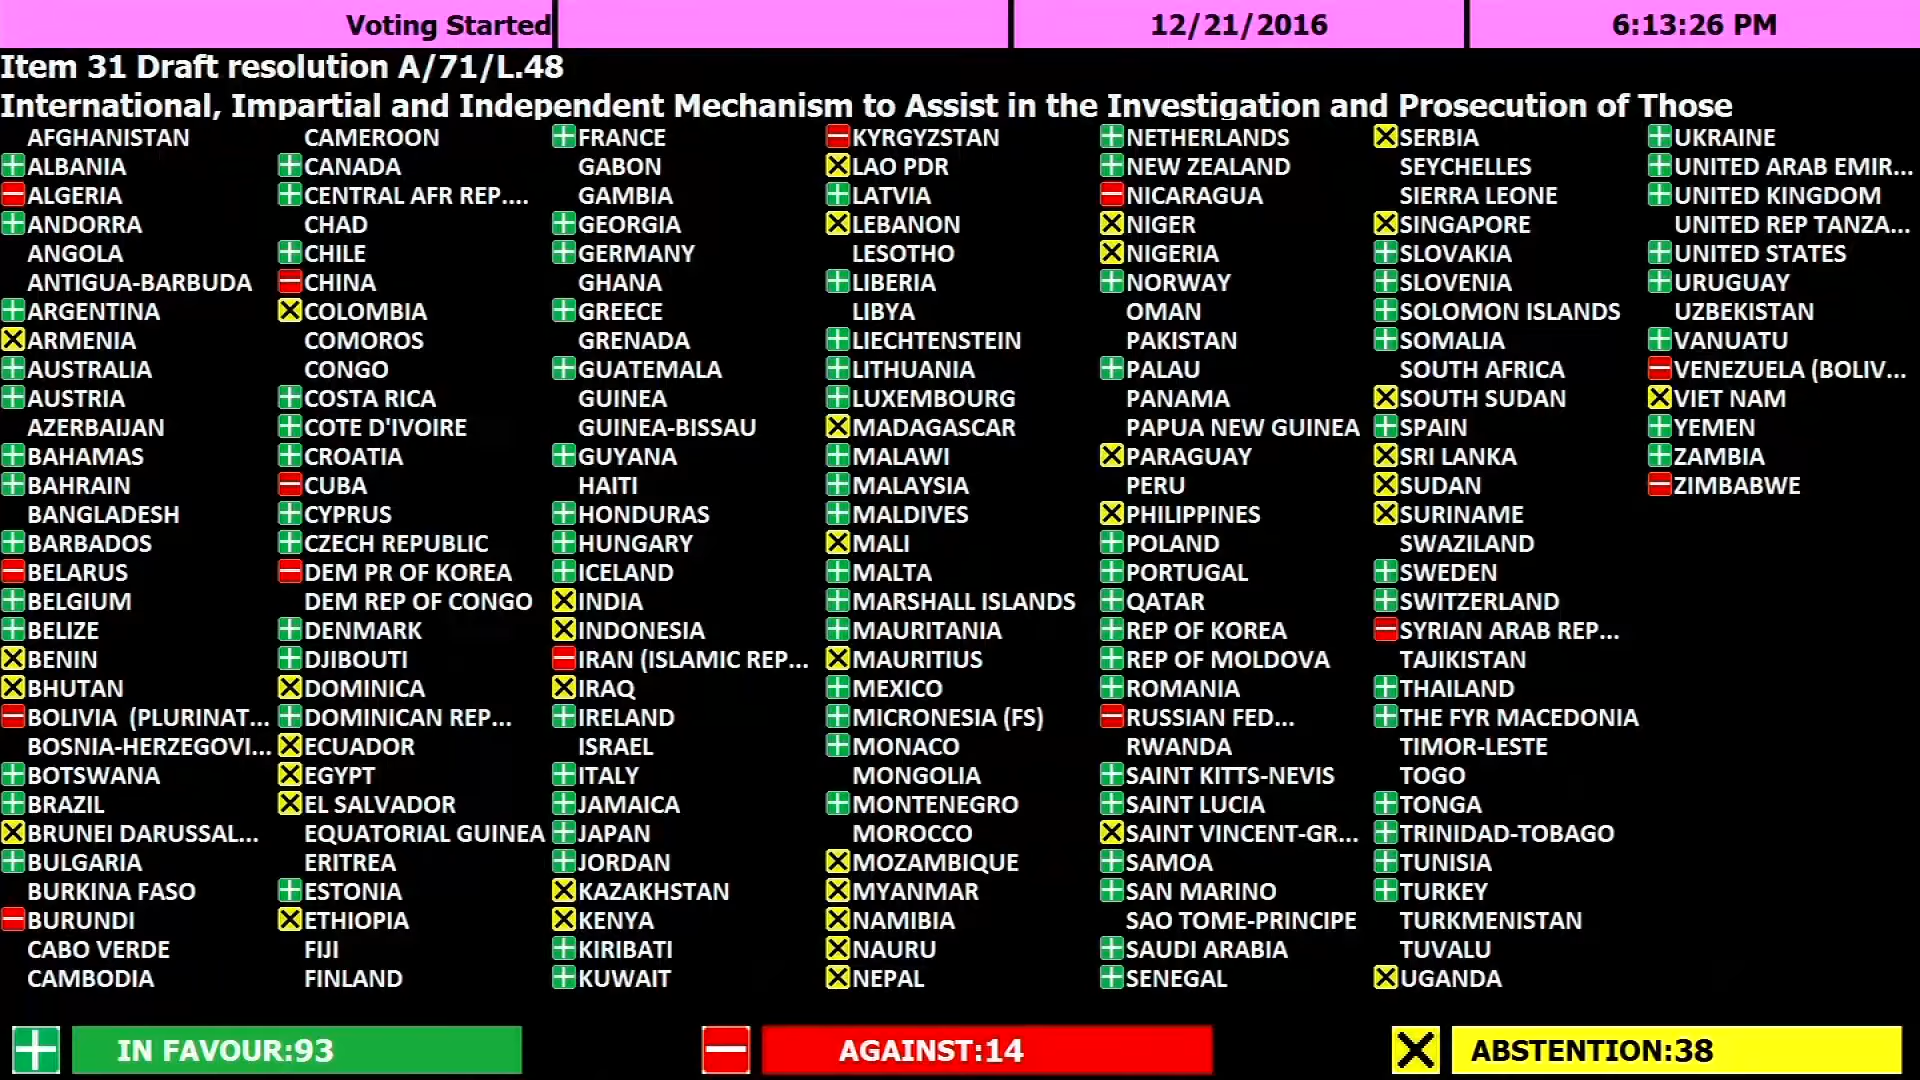 Voting Started 12/21/2016 6:13:26 PM
Item 31 Draft resolution A/71/L.48
International, Impartial and Independent Mechanism to Assist in the Investigation and Prosecution of Those
AFGHANISTAN
ALBANIA
ALGERIA
ANDORRA
ANGOLA
ANTIGUA-BARBUDA
ARGENTINA
ARMENIA
AUSTRALIA
AUSTRIA
AZERBAIJAN
BAHAMAS
BAHRAIN
BANGLADESH
BARBADOS
BELARUS
BELGIUM
BELIZE
BENIN
BHUTAN
BOLIVIA (PLURINAT...
BOSNIA-HERZEGOVI...
BOTSWANA
BRAZIL
BRUNEI DARUSSAL...
BULGARIA
BURKINA FASO
BURUNDI
CABO VERDE
CAMBODIA
CAMEROON
CANADA
CENTRAL AFR REP....
CHAD
CHILE
CHINA
COLOMBIA
COMOROS
CONGO
COSTA RICA
COTE D'IVOIRE
CROATIA
CUBA
CYPRUS
CZECH REPUBLIC
DEM PR OF KOREA
DEM REP OF CONGO
DENMARK
DJIBOUTI
DOMINICA
DOMINICAN REP...
ECUADOR
EGYPT
EL SALVADOR
EQUATORIAL GUINEA
ERITREA
ESTONIA
ETHIOPIA
FIJI
FINLAND
FRANCE
GABON
GAMBIA
GEORGIA
GERMANY
GHANA
GREECE
GRENADA
GUATEMALA
GUINEA
GUINEA-BISSAU
GUYANA
HAITI
HONDURAS
HUNGARY
ICELAND
INDIA
INDONESIA
IRAN (ISLAMIC REP...
IRAQ
IRELAND
ISRAEL
ITALY
JAMAICA
JAPAN
JORDAN
KAZAKHSTAN
KENYA
KIRIBATI
KUWAIT
KYRGYZSTAN
LAO PDR
LATVIA
LEBANON
LESOTHO
LIBERIA
LIBYA
LIECHTENSTEIN
LITHUANIA
LUXEMBOURG
MADAGASCAR
MALAWI
MALAYSIA
MALDIVES
MALI
MALTA
MARSHALL ISLANDS
MAURITANIA
MAURITIUS
MEXICO
MICRONESIA (FS)
MONACO
MONGOLIA
MONTENEGRO
MOROCCO
MOZAMBIQUE
MYANMAR
NAMIBIA
NAURU
NEPAL
NETHERLANDS
NEW ZEALAND
NICARAGUA
NIGER
NIGERIA
NORWAY
OMAN
PAKISTAN
PALAU
PANAMA
PAPUA NEW GUINEA
PARAGUAY
PERU
PHILIPPINES
POLAND
PORTUGAL
QATAR
REP OF KOREA
REP OF MOLDOVA
ROMANIA
RUSSIAN FED...
RWANDA
SAINT KITTS-NEVIS
SAINT LUCIA
SAINT VINCENT-GR...
SAMOA
SAN MARINO
SAO TOME-PRINCIPE
SAUDI ARABIA
SENEGAL
SERBIA
SEYCHELLES
SIERRA LEONE
SINGAPORE
SLOVAKIA
SLOVENIA
SOLOMON ISLANDS
SOMALIA
SOUTH AFRICA
SOUTH SUDAN
SPAIN
SRI LANKA
SUDAN
SURINAME
SWAZILAND
SWEDEN
SWITZERLAND
SYRIAN ARAB REP...
TAJIKISTAN
THAILAND
THE FYR MACEDONIA
TIMOR-LESTE
TOGO
TONGA
TRINIDAD-TOBAGO
TUNISIA
TURKEY
TURKMENISTAN
TUVALU
UGANDA
UKRAINE
UNITED ARAB EMIR...
UNITED KINGDOM
UNITED REP TANZA...
UNITED STATES
URUGUAY
UZBEKISTAN
VANUATU
VENEZUELA (BOLIV...
VIET NAM
YEMEN
ZAMBIA
ZIMBABWE
IN FAVOUR:93
AGAINST:14
ABSTENTION:38